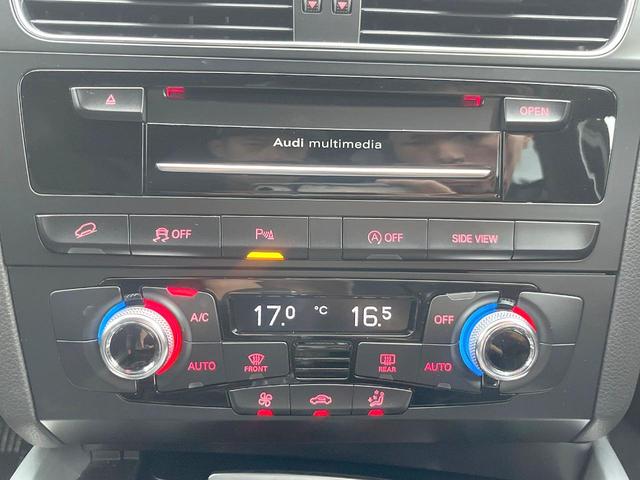 OPEN
Audi multimedia
OFF
P
A OFF
SIDE VIEW
A/C
17.0 °C 16.5
OFF
AUTO
FRONT
REAR
AUTO